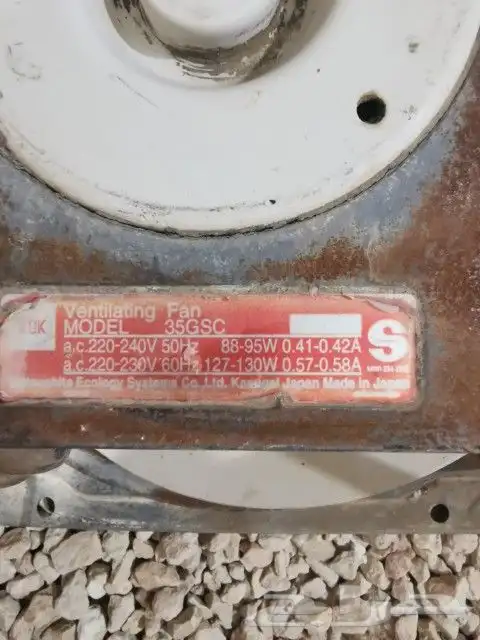 Ventilating Fan
MODEL 35GSC
a.c.220-240V 50Hz 88-95W 0.41-0.42A
a.c.220-230V 60Hz 127-130W 0.57-0.58A
Ecology Systems Co.,Ltd. Kasugai Japan Made in Japan
S